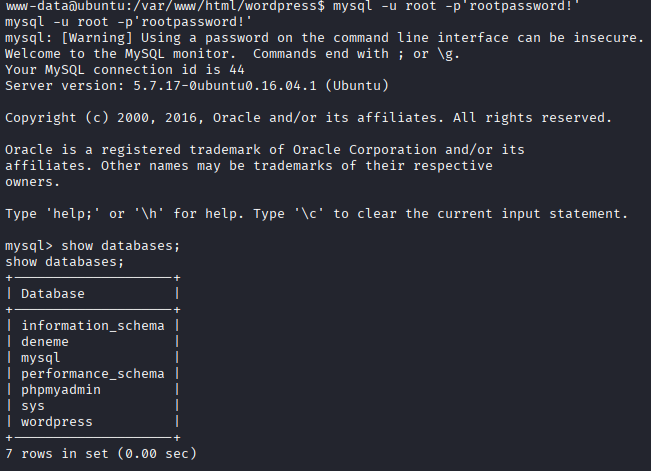 www-data@ubuntu:/var/www/html/wordpress$ mysql -u root -p'rootpassword!'
mysql -u root -p'rootpassword!'
mysql: [Warning] Using a password on the command line interface can be insecure.
Welcome to the MySQL monitor.  Commands end with ; or \g.
Your MySQL connection id is 44
Server version: 5.7.17-0ubuntu0.16.04.1 (Ubuntu)

Copyright (c) 2000, 2016, Oracle and/or its affiliates. All rights reserved.

Oracle is a registered trademark of Oracle Corporation and/or its
affiliates. Other names may be trademarks of their respective
owners.

Type 'help;' or '\h' for help. Type '\c' to clear the current input statement.

mysql> show databases;
show databases;
+--------------------+
| Database           |
+--------------------+
| information_schema |
| deneme             |
| mysql              |
| performance_schema |
| phpmyadmin         |
| sys                |
| wordpress          |
+--------------------+
7 rows in set (0.00 sec)